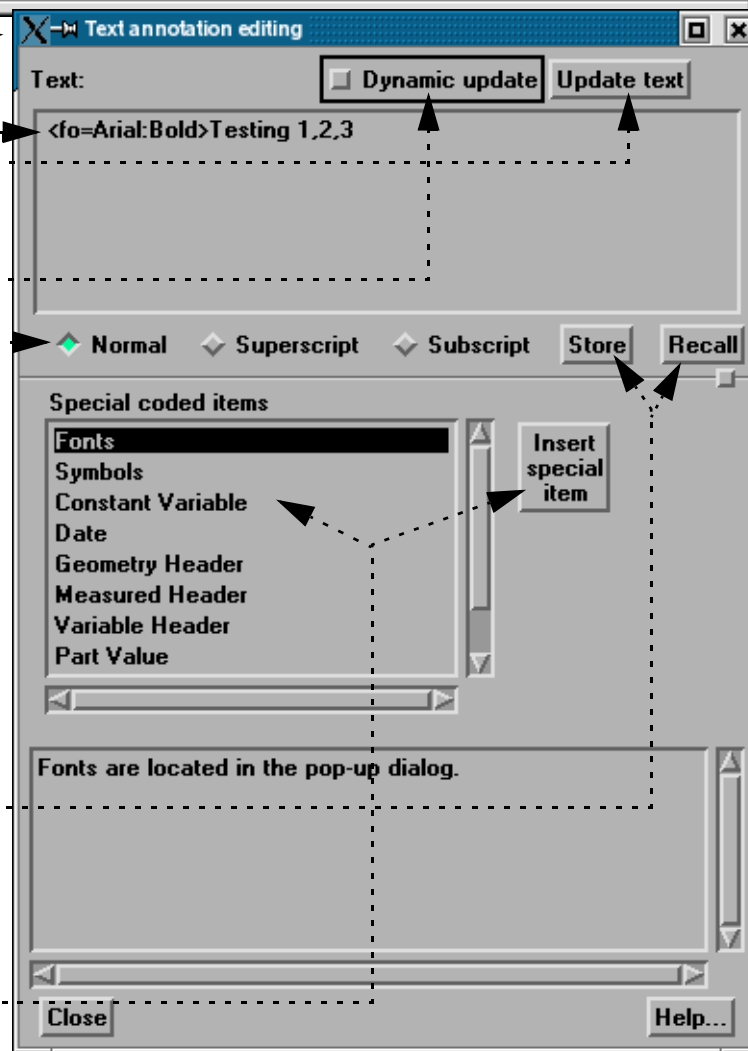 Text annotation editing
Text:
Dynamic update
Update text
<fo=Arial:Bold>Testing 1,2,3
Normal
Superscript
Subscript
Store
Recall
Special coded items
Fonts
Symbols
Constant Variable
Date
Geometry Header
Measured Header
Variable Header
Part Value
Insert
special
item
Fonts are located in the pop-up dialog.
Close
Help...